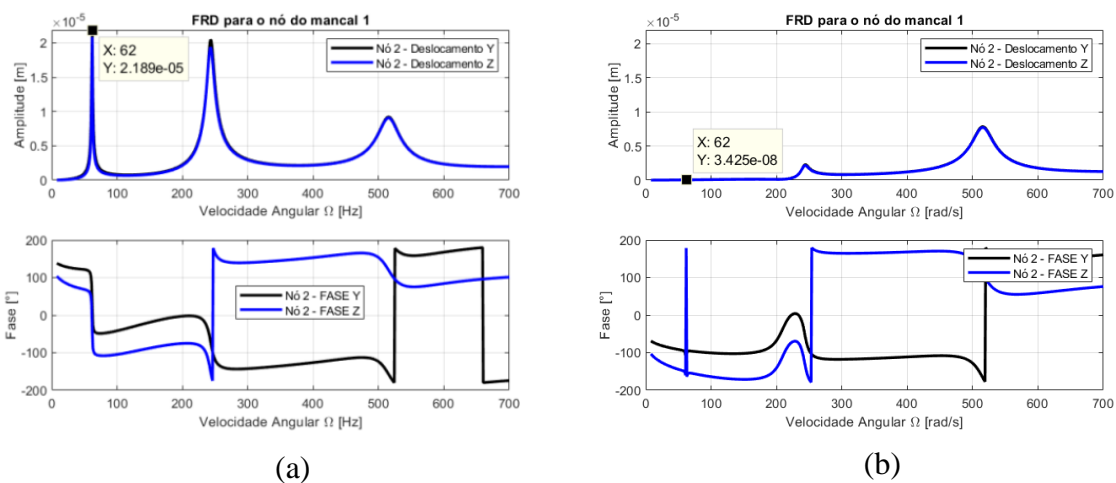 FRD para o nó do mancal 1
×10⁻⁵
2
1.5
1
0.5
0
Amplitude [m]
X: 62
Y: 2.189e-05
Nó 2 - Deslocamento Y
Nó 2 - Deslocamento Z
0 100 200 300 400 500 600 700
Velocidade Angular Ω [Hz]
200
100
0
-100
-200
Fase [°]
Nó 2 - FASE Y
Nó 2 - FASE Z
0 100 200 300 400 500 600 700
Velocidade Angular Ω [Hz]
(a)
FRD para o nó do mancal 1
×10⁻⁵
2
1.5
1
0.5
0
Amplitude [m]
X: 62
Y: 3.425e-08
Nó 2 - Deslocamento Y
Nó 2 - Deslocamento Z
0 100 200 300 400 500 600 700
Velocidade Angular Ω [rad/s]
200
100
0
-100
-200
Fase [°]
Nó 2 - FASE Y
Nó 2 - FASE Z
0 100 200 300 400 500 600 700
Velocidade Angular Ω [rad/s]
(b)